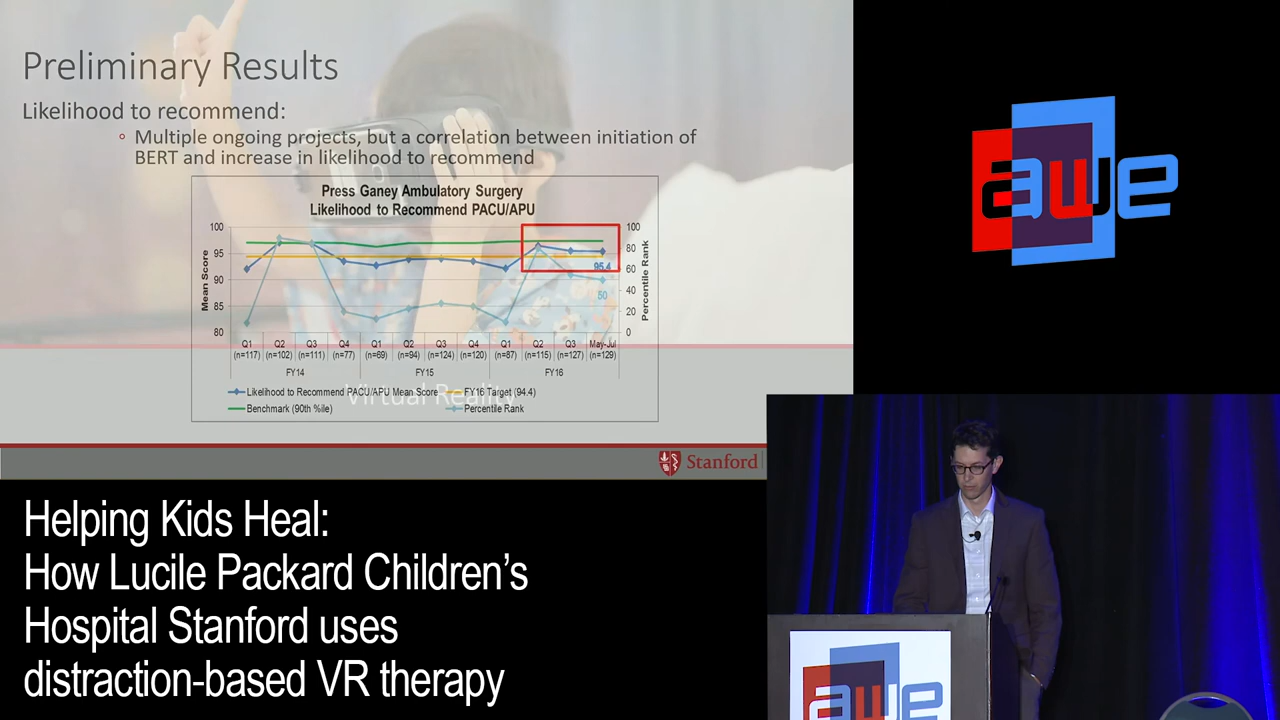 Preliminary Results
Likelihood to recommend:
◦ Multiple ongoing projects, but a correlation between initiation of
BERT and increase in likelihood to recommend
Press Ganey Ambulatory Surgery
Likelihood to Recommend PACU/APU
100
95
90
85
80
Mean Score
100
80
60
40
20
0
Percentile Rank
95.4
50
Q1 Q2 Q3 Q4 Q1 Q2 Q3 Q4 Q1 Q2 Q3 May-Jul
(n=117) (n=102) (n=111) (n=77) (n=69) (n=94) (n=124) (n=120) (n=87) (n=115) (n=127) (n=129)
FY14 FY15 FY16
Likelihood to Recommend PACU/APU Mean Score FY16 Target (94.4)
Benchmark (90th %ile) Percentile Rank
Virtual Reality
Stanford
awe
Helping Kids Heal:
How Lucile Packard Children's
Hospital Stanford uses
distraction-based VR therapy
awe